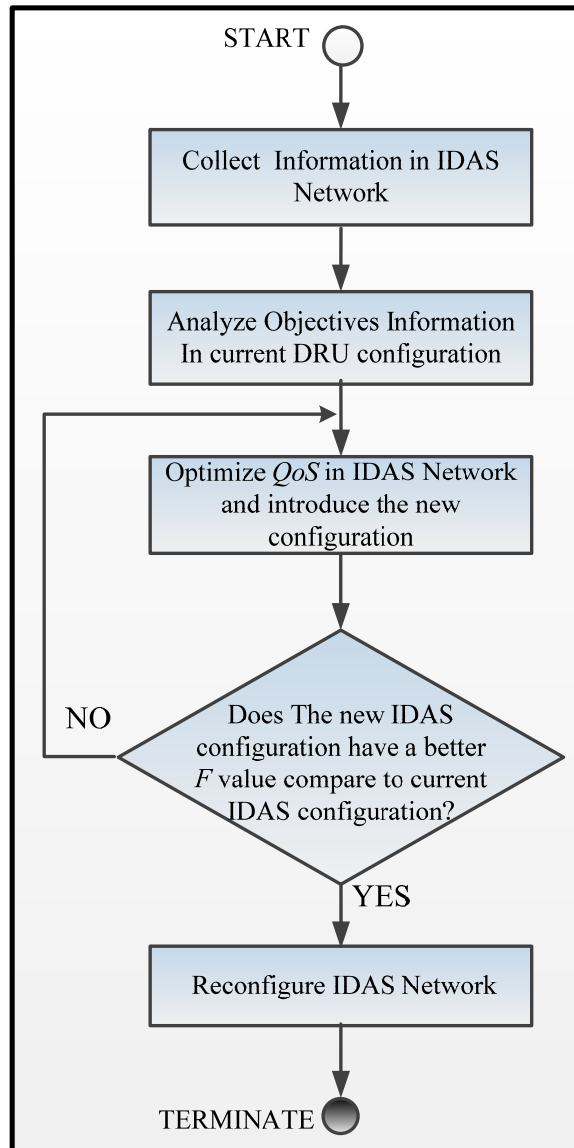 START
Collect Information in IDAS
Network
Analyze Objectives Information
In current DRU configuration
Optimize QoS in IDAS Network
and introduce the new
configuration
Does The new IDAS
configuration have a better
F value compare to current
IDAS configuration?
NO
YES
Reconfigure IDAS Network
TERMINATE